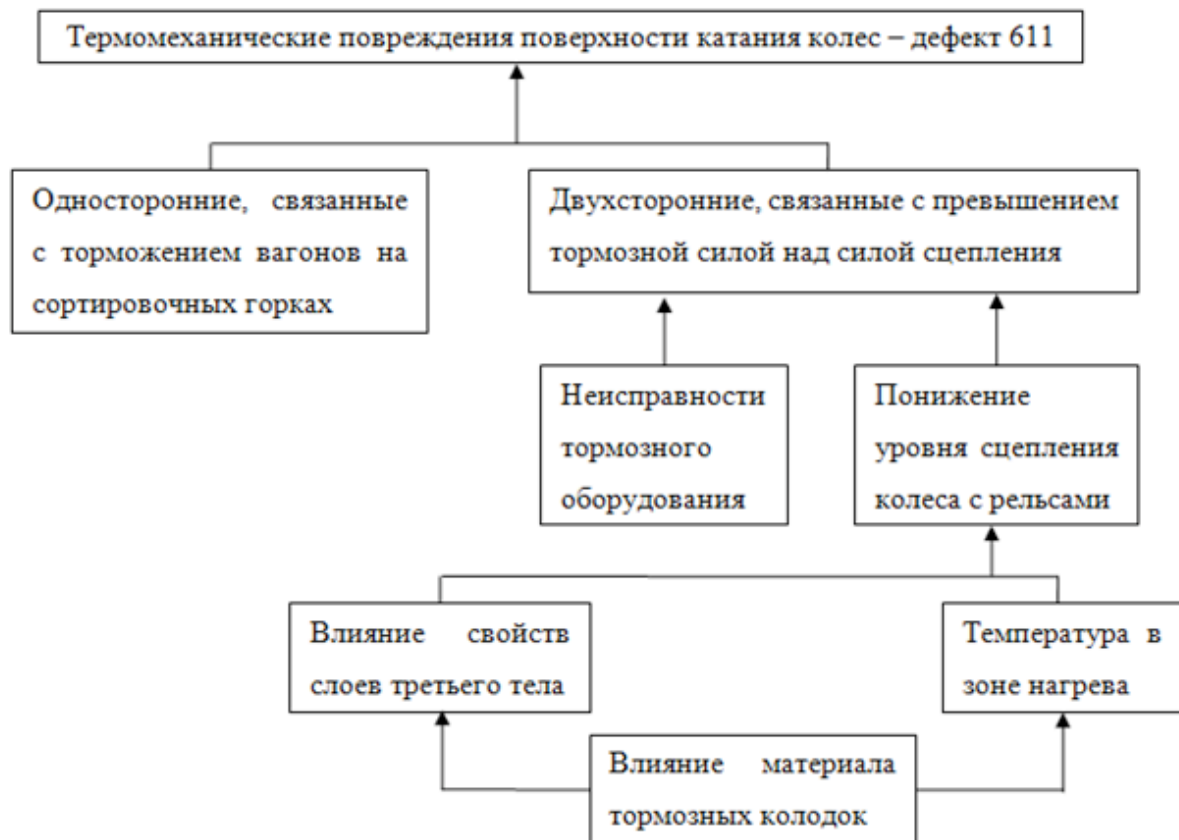 Термомеханические повреждения поверхности катания колес – дефект 611
Односторонние, связанные
с торможением вагонов на
сортировочных горках
Двухсторонние, связанные с превышением
тормозной силой над силой сцепления
Неисправности
тормозного
оборудования
Понижение
уровня сцепления
колеса с рельсами
Влияние свойств
слоев третьего тела
Температура в
зоне нагрева
Влияние материала
тормозных колодок